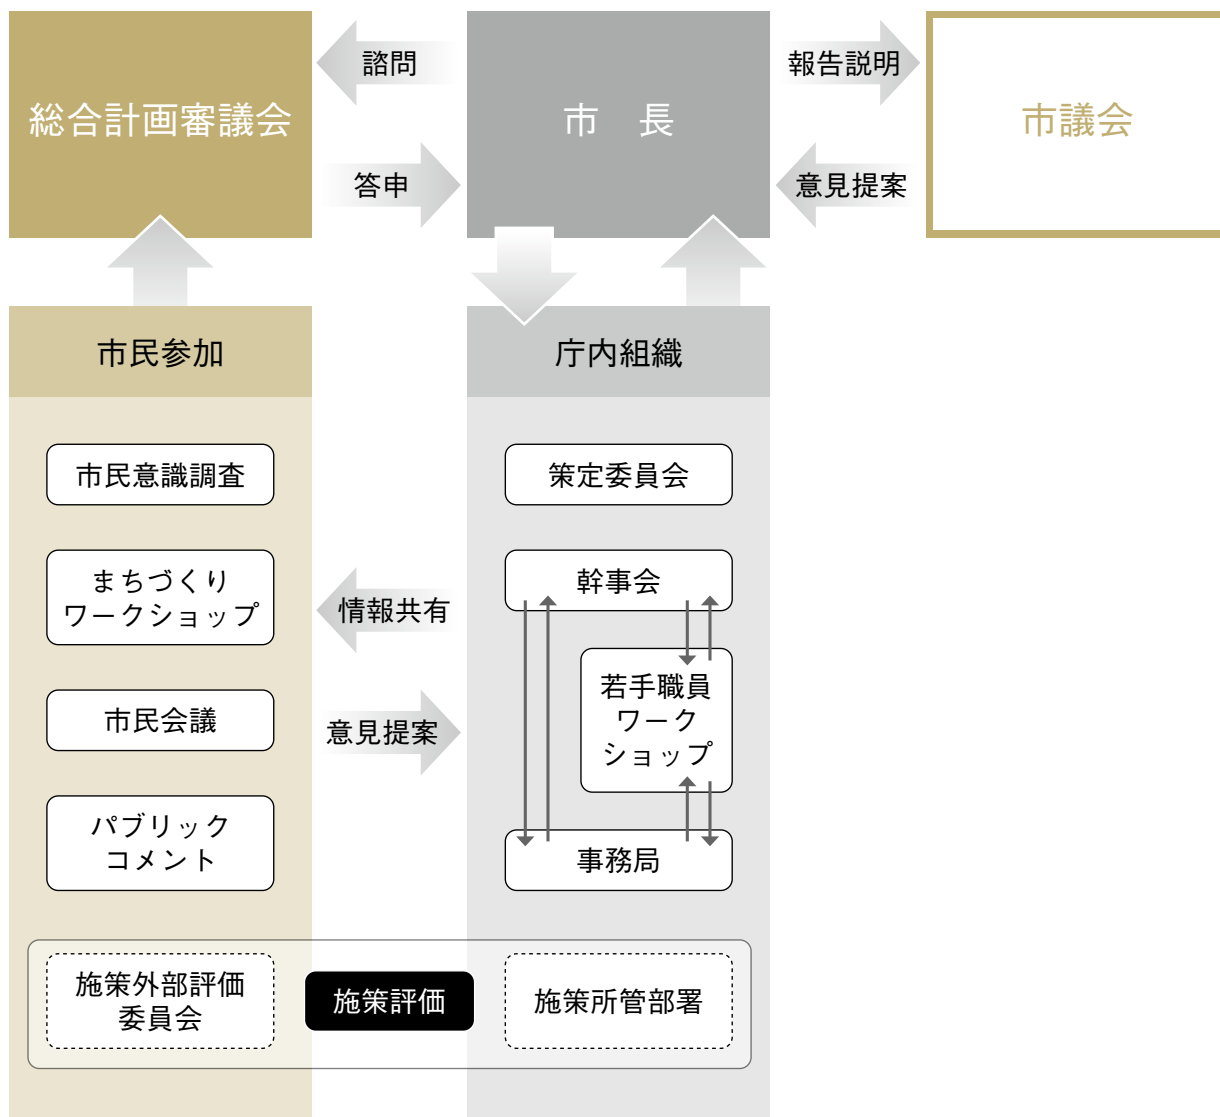 諮問
報告説明
総合計画審議会
市　長
市議会
答申
意見提案
市民参加
庁内組織
市民意識調査
策定委員会
まちづくり
ワークショップ
情報共有
幹事会
市民会議
意見提案
若手職員
ワーク
ショップ
パブリック
コメント
事務局
施策外部評価
委員会
施策評価
施策所管部署